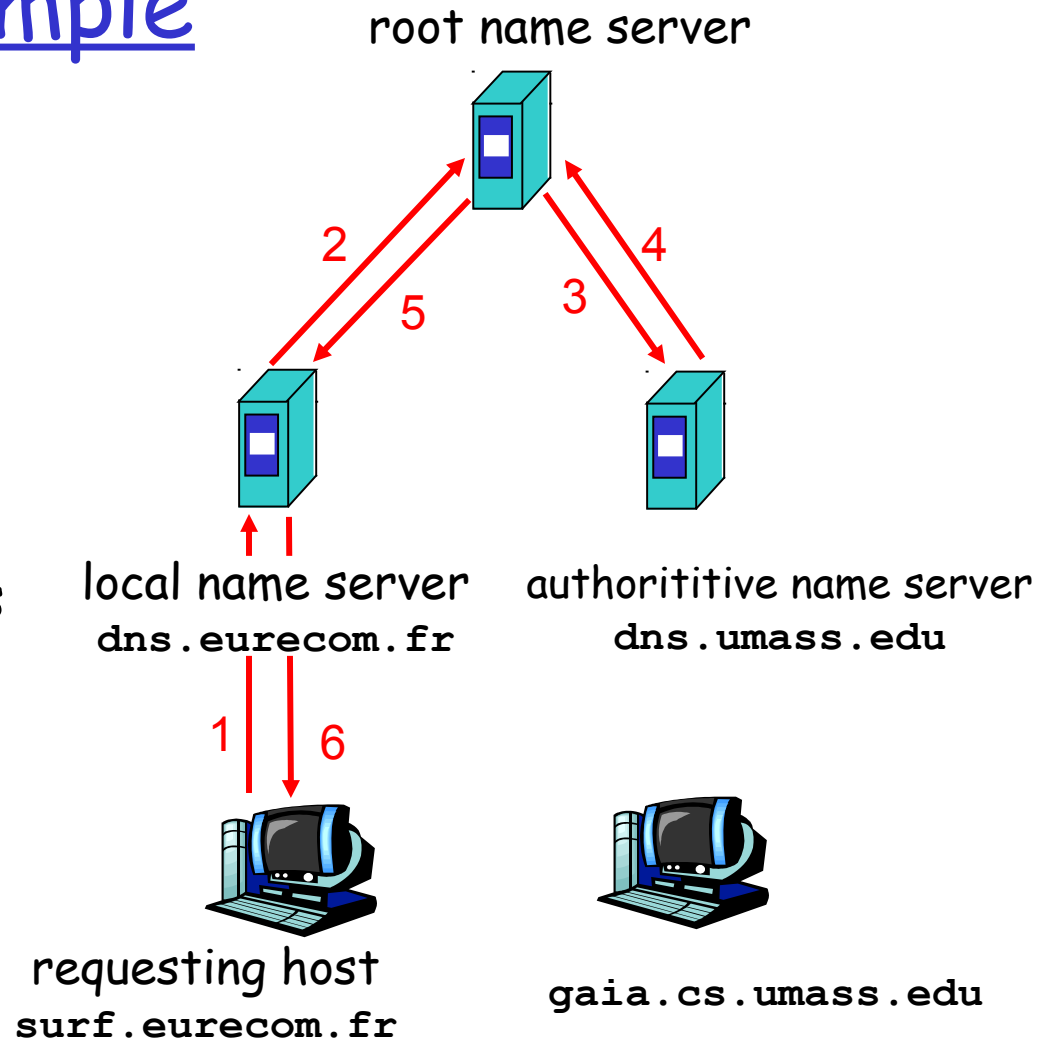 root name server
2
5
3
4
local name server
dns.eurecom.fr
authorititive name server
dns.umass.edu
1
6
requesting host
surf.eurecom.fr
gaia.cs.umass.edu